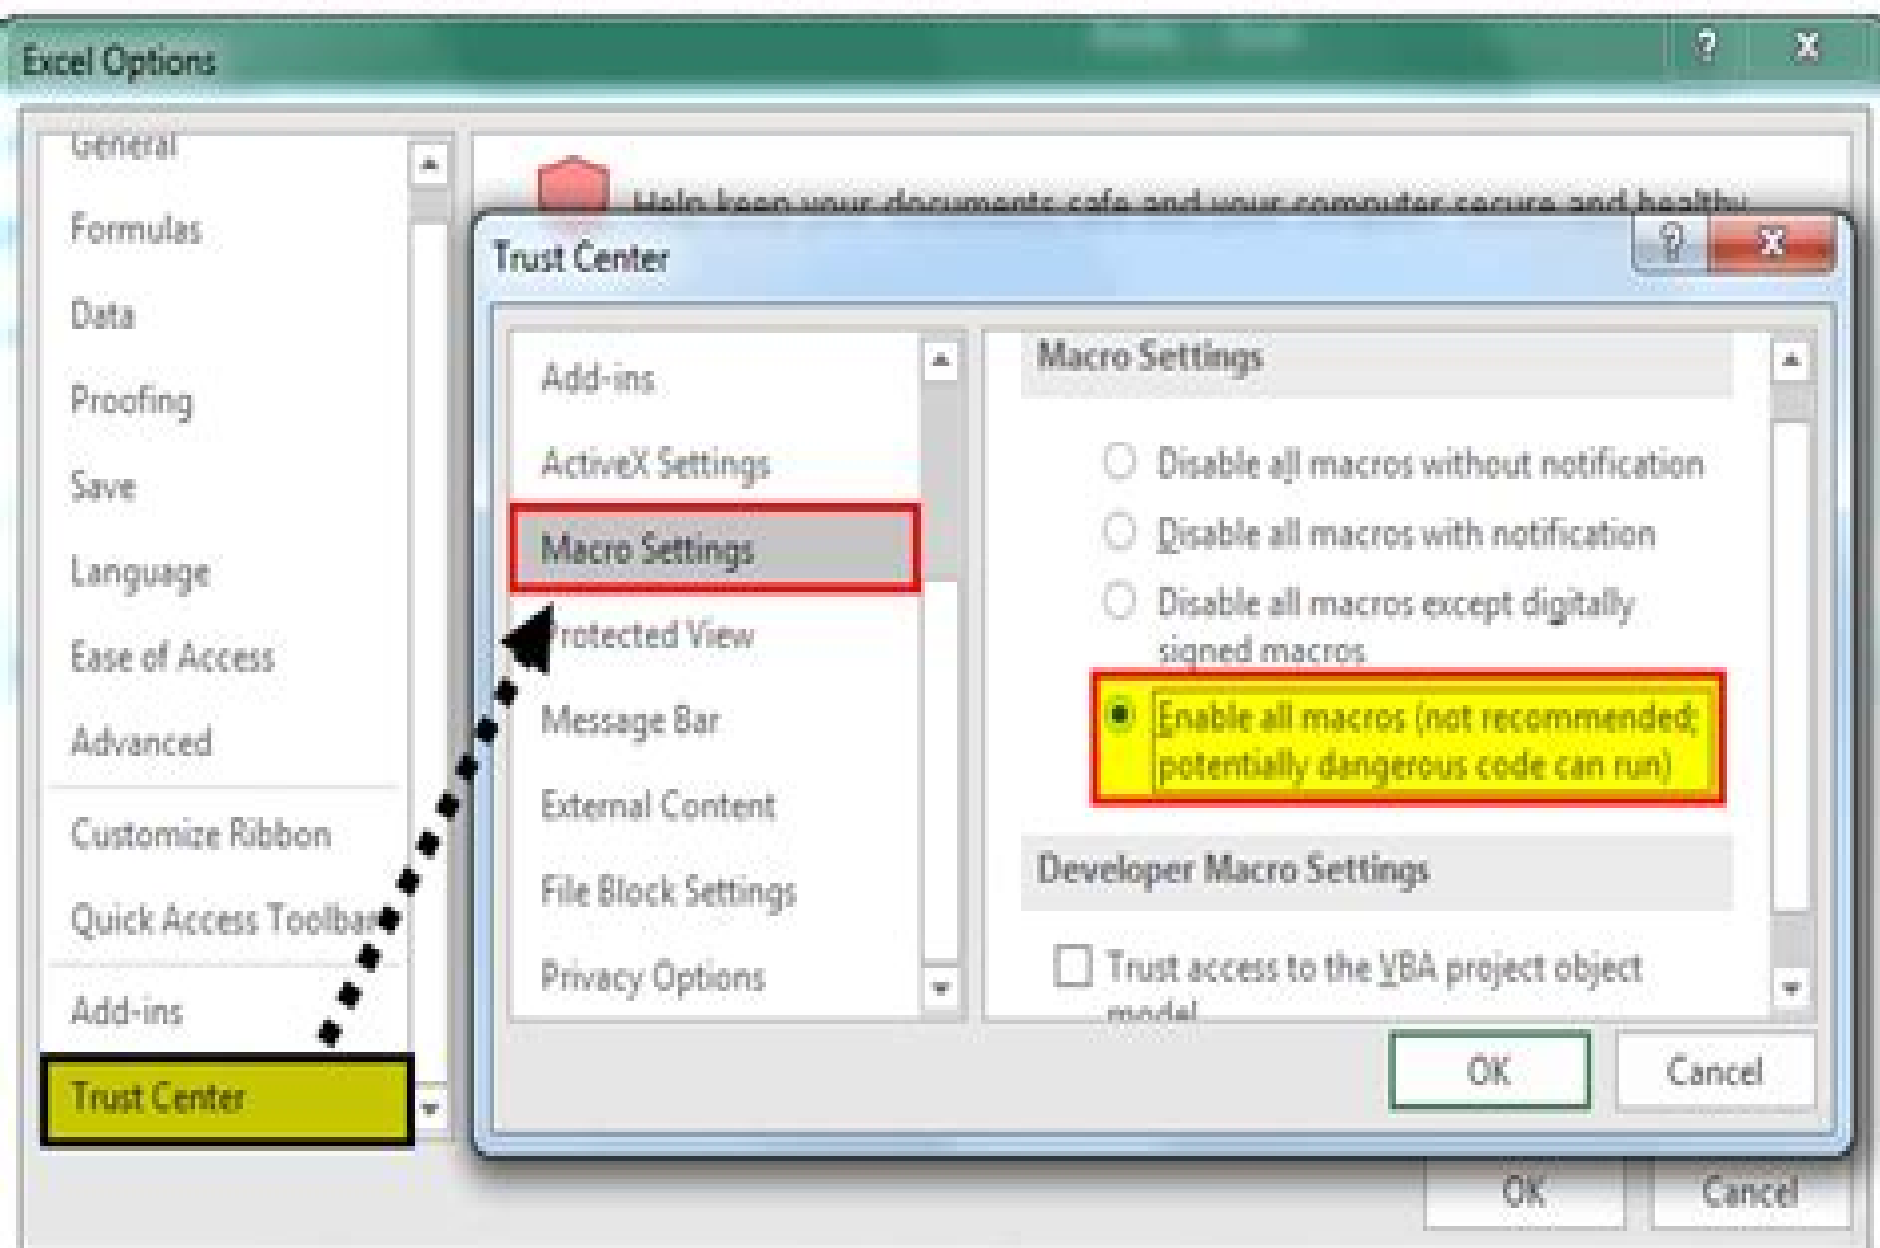 Excel Options
? X
General
Formulas
Data
Proofing
Save
Language
Ease of Access
Advanced
Customize Ribbon
Quick Access Toolbar
Add-ins
Trust Center
Help keep your documents safe and your computer secure and healthy
Trust Center
? X
Add-ins
ActiveX Settings
Macro Settings
Protected View
Message Bar
External Content
File Block Settings
Privacy Options
Macro Settings
Disable all macros without notification
Disable all macros with notification
Disable all macros except digitally
signed macros
Enable all macros (not recommended;
potentially dangerous code can run)
Developer Macro Settings
Trust access to the VBA project object
model
OK Cancel
OK Cancel